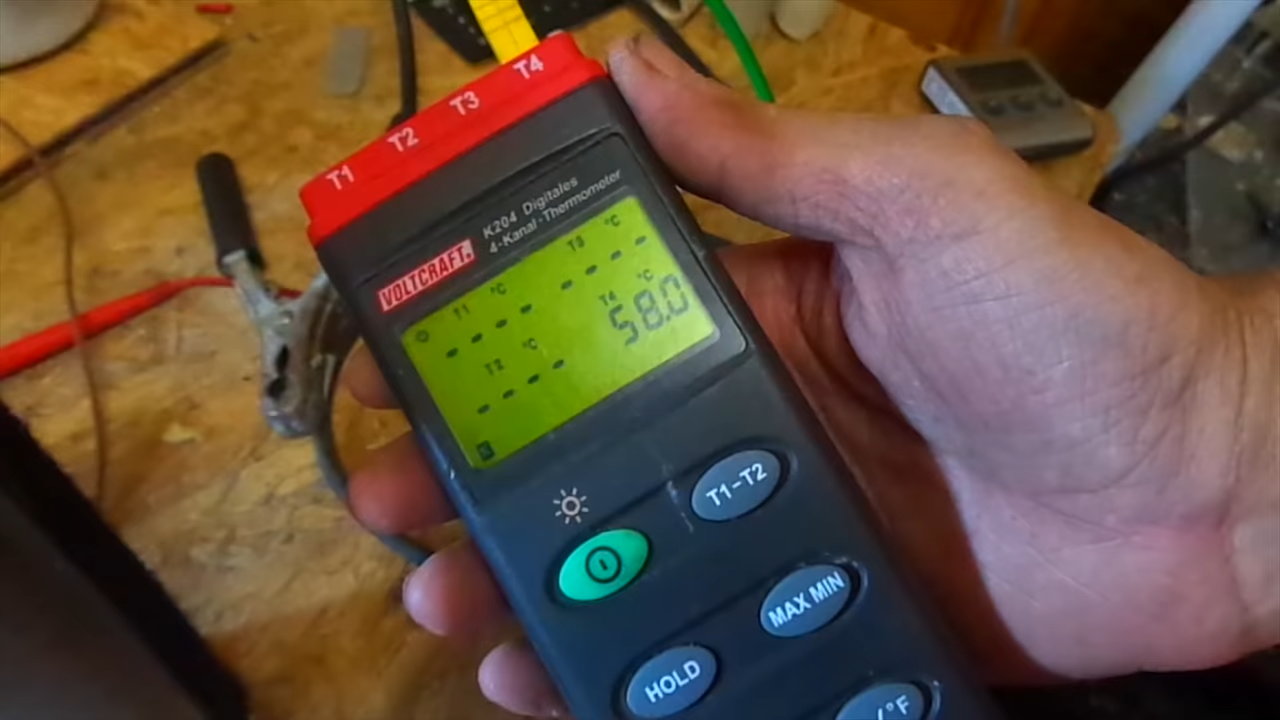 T1 T2 T3 T4
VOLTCRAFT.
K204 Digitales
4-Kanal-Thermometer
T1 °C
---- 
T3 °C
----
T2 °C
----
T4 °C
58.0
T1-T2
MAX MIN
HOLD
/°F